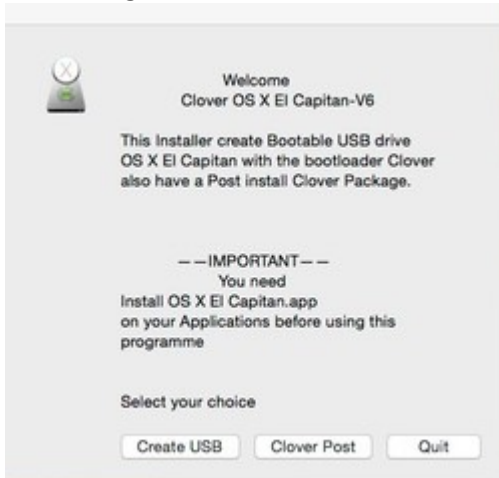 Welcome
Clover OS X El Capitan-V6
This Installer create Bootable USB drive
OS X El Capitan with the bootloader Clover
also have a Post install Clover Package.
——IMPORTANT——
You need
Install OS X El Capitan.app
on your Applications before using this
programme
Select your choice
Create USB
Clover Post
Quit